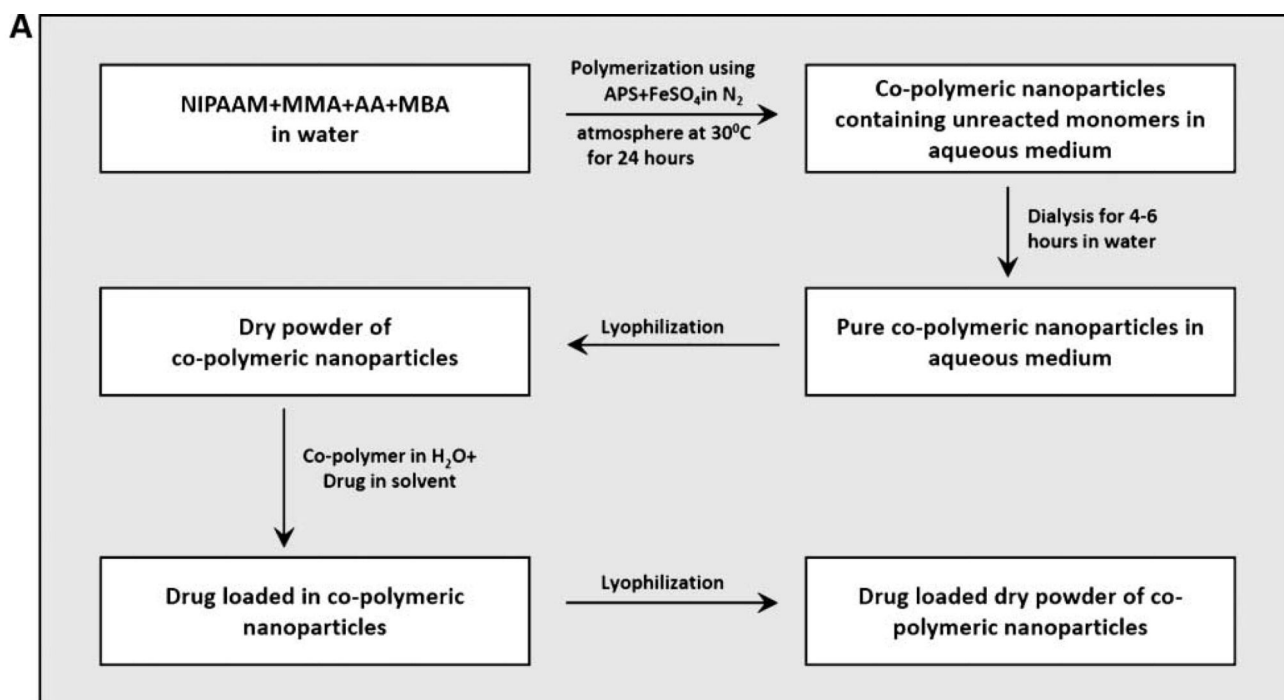 A
NIPAAM+MMA+AA+MBA
in water
Polymerization using
APS+FeSO₄in N₂
atmosphere at 30⁰C
for 24 hours
Co-polymeric nanoparticles
containing unreacted monomers in
aqueous medium
Dialysis for 4-6
hours in water
Pure co-polymeric nanoparticles in
aqueous medium
Lyophilization
Dry powder of
co-polymeric nanoparticles
Co-polymer in H₂O+
Drug in solvent
Drug loaded in co-polymeric
nanoparticles
Lyophilization
Drug loaded dry powder of co-
polymeric nanoparticles